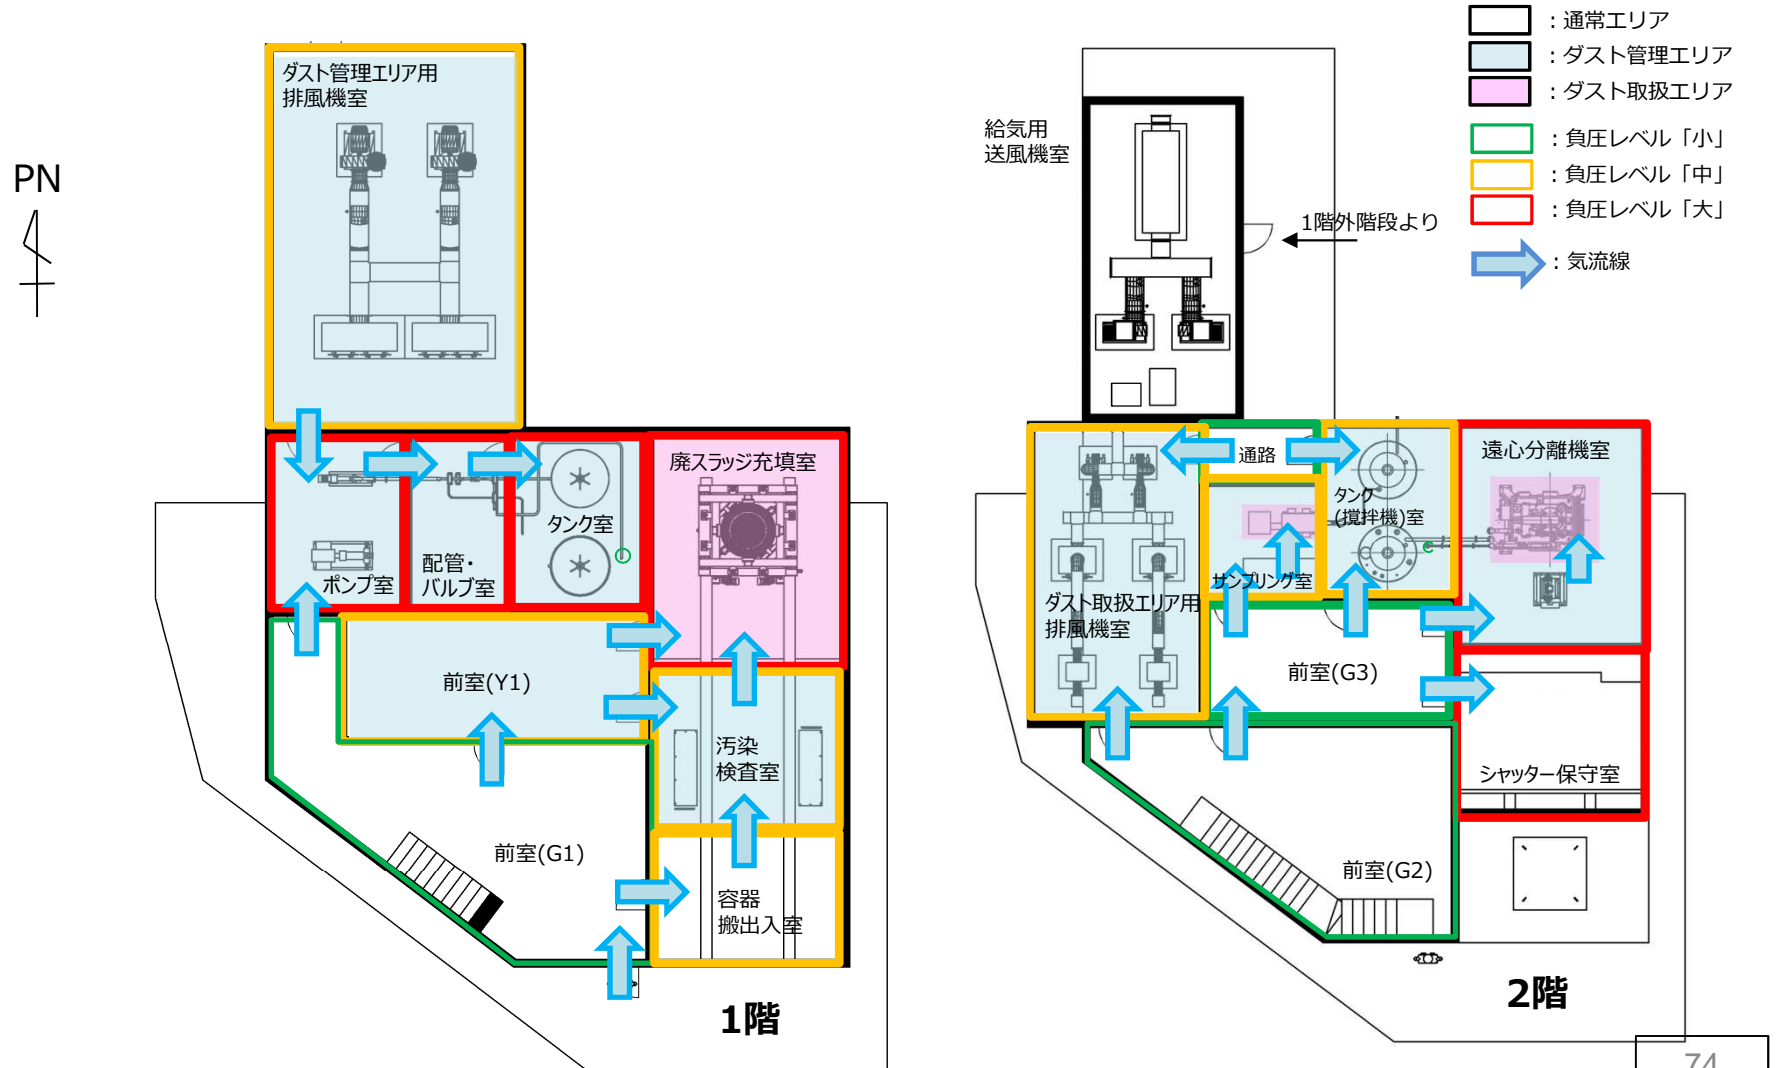 ：通常エリア
：ダスト管理エリア
：ダスト取扱エリア
：負圧レベル「小」
：負圧レベル「中」
：負圧レベル「大」
：気流線
PN
ダスト管理エリア用
排風機室
廃スラッジ充填室
タンク室
配管・
バルブ室
ポンプ室
前室(Y1)
汚染
検査室
前室(G1)
容器
搬出入室
1階
給気用
送風機室
1階外階段より
通路
遠心分離機室
タンク
(撹拌機)室
サンプリング室
ダスト取扱エリア用
排風機室
前室(G3)
シャッター保守室
前室(G2)
2階
74